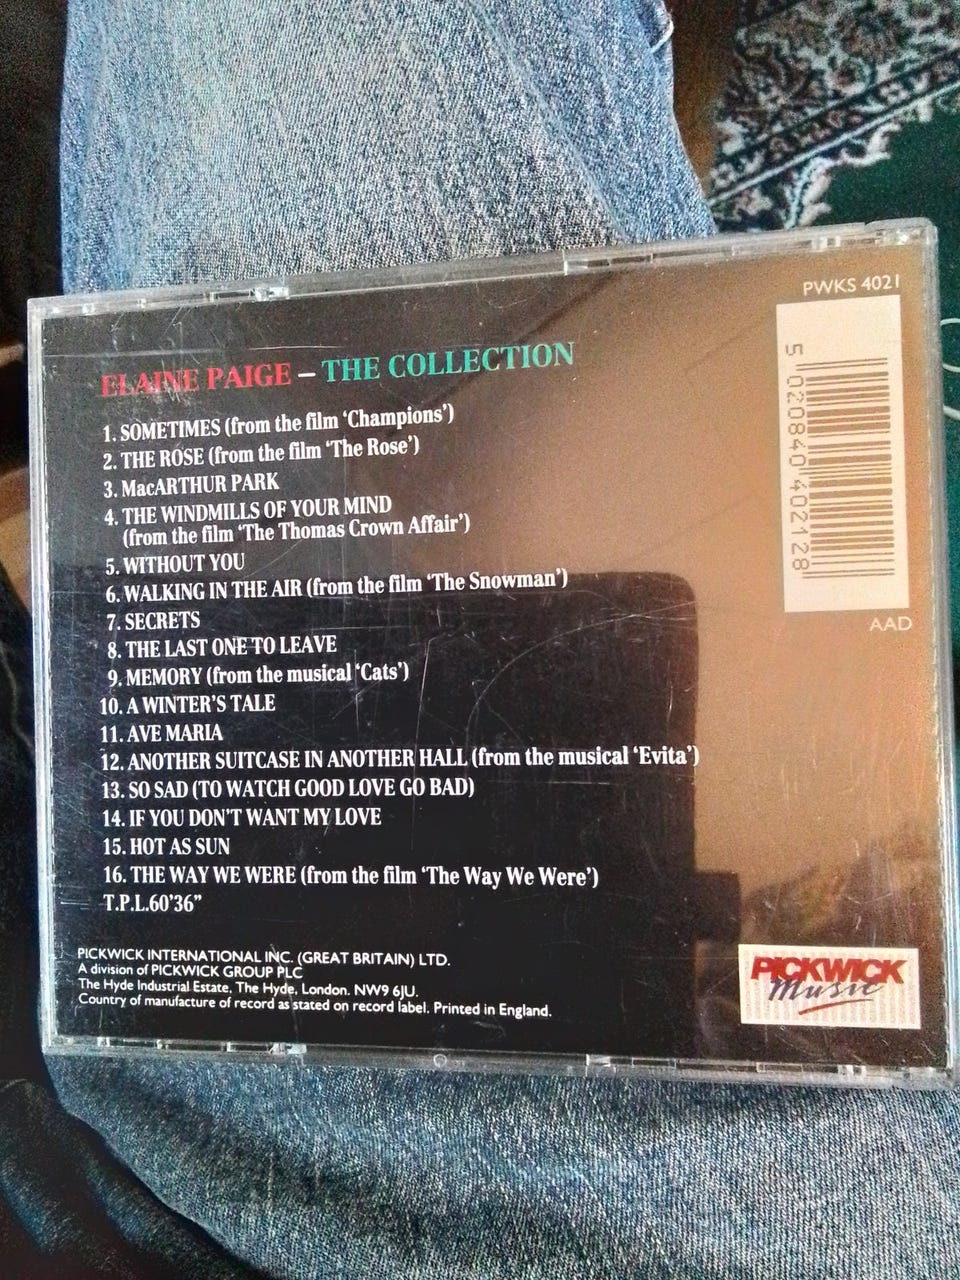 PWKS 4021
ELAINE PAIGE – THE COLLECTION
1. SOMETIMES (from the film ‘Champions’)
2. THE ROSE (from the film ‘The Rose’)
3. MacARTHUR PARK
4. THE WINDMILLS OF YOUR MIND
(from the film ‘The Thomas Crown Affair’)
5. WITHOUT YOU
6. WALKING IN THE AIR (from the film ‘The Snowman’)
7. SECRETS
8. THE LAST ONE TO LEAVE
9. MEMORY (from the musical ‘Cats’)
10. A WINTER'S TALE
11. AVE MARIA
12. ANOTHER SUITCASE IN ANOTHER HALL (from the musical ‘Evita’)
13. SO SAD (TO WATCH GOOD LOVE GO BAD)
14. IF YOU DON'T WANT MY LOVE
15. HOT AS SUN
16. THE WAY WE WERE (from the film ‘The Way We Were’)
T.P.L.60’36”
5 020840 402128
AAD
PICKWICK INTERNATIONAL INC. (GREAT BRITAIN) LTD.
A division of PICKWICK GROUP PLC
The Hyde Industrial Estate, The Hyde, London. NW9 6JU.
Country of manufacture of record as stated on record label. Printed in England.
PICKWICK
Music